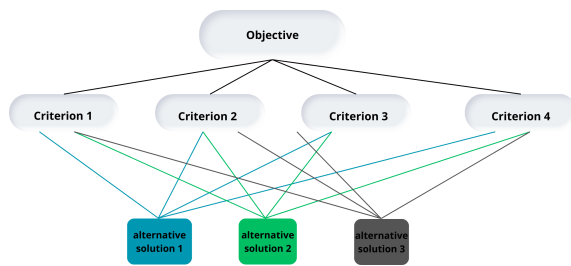 Objective
Criterion 1
Criterion 2
Criterion 3
Criterion 4
alternative
solution 1
alternative
solution 2
alternative
solution 3